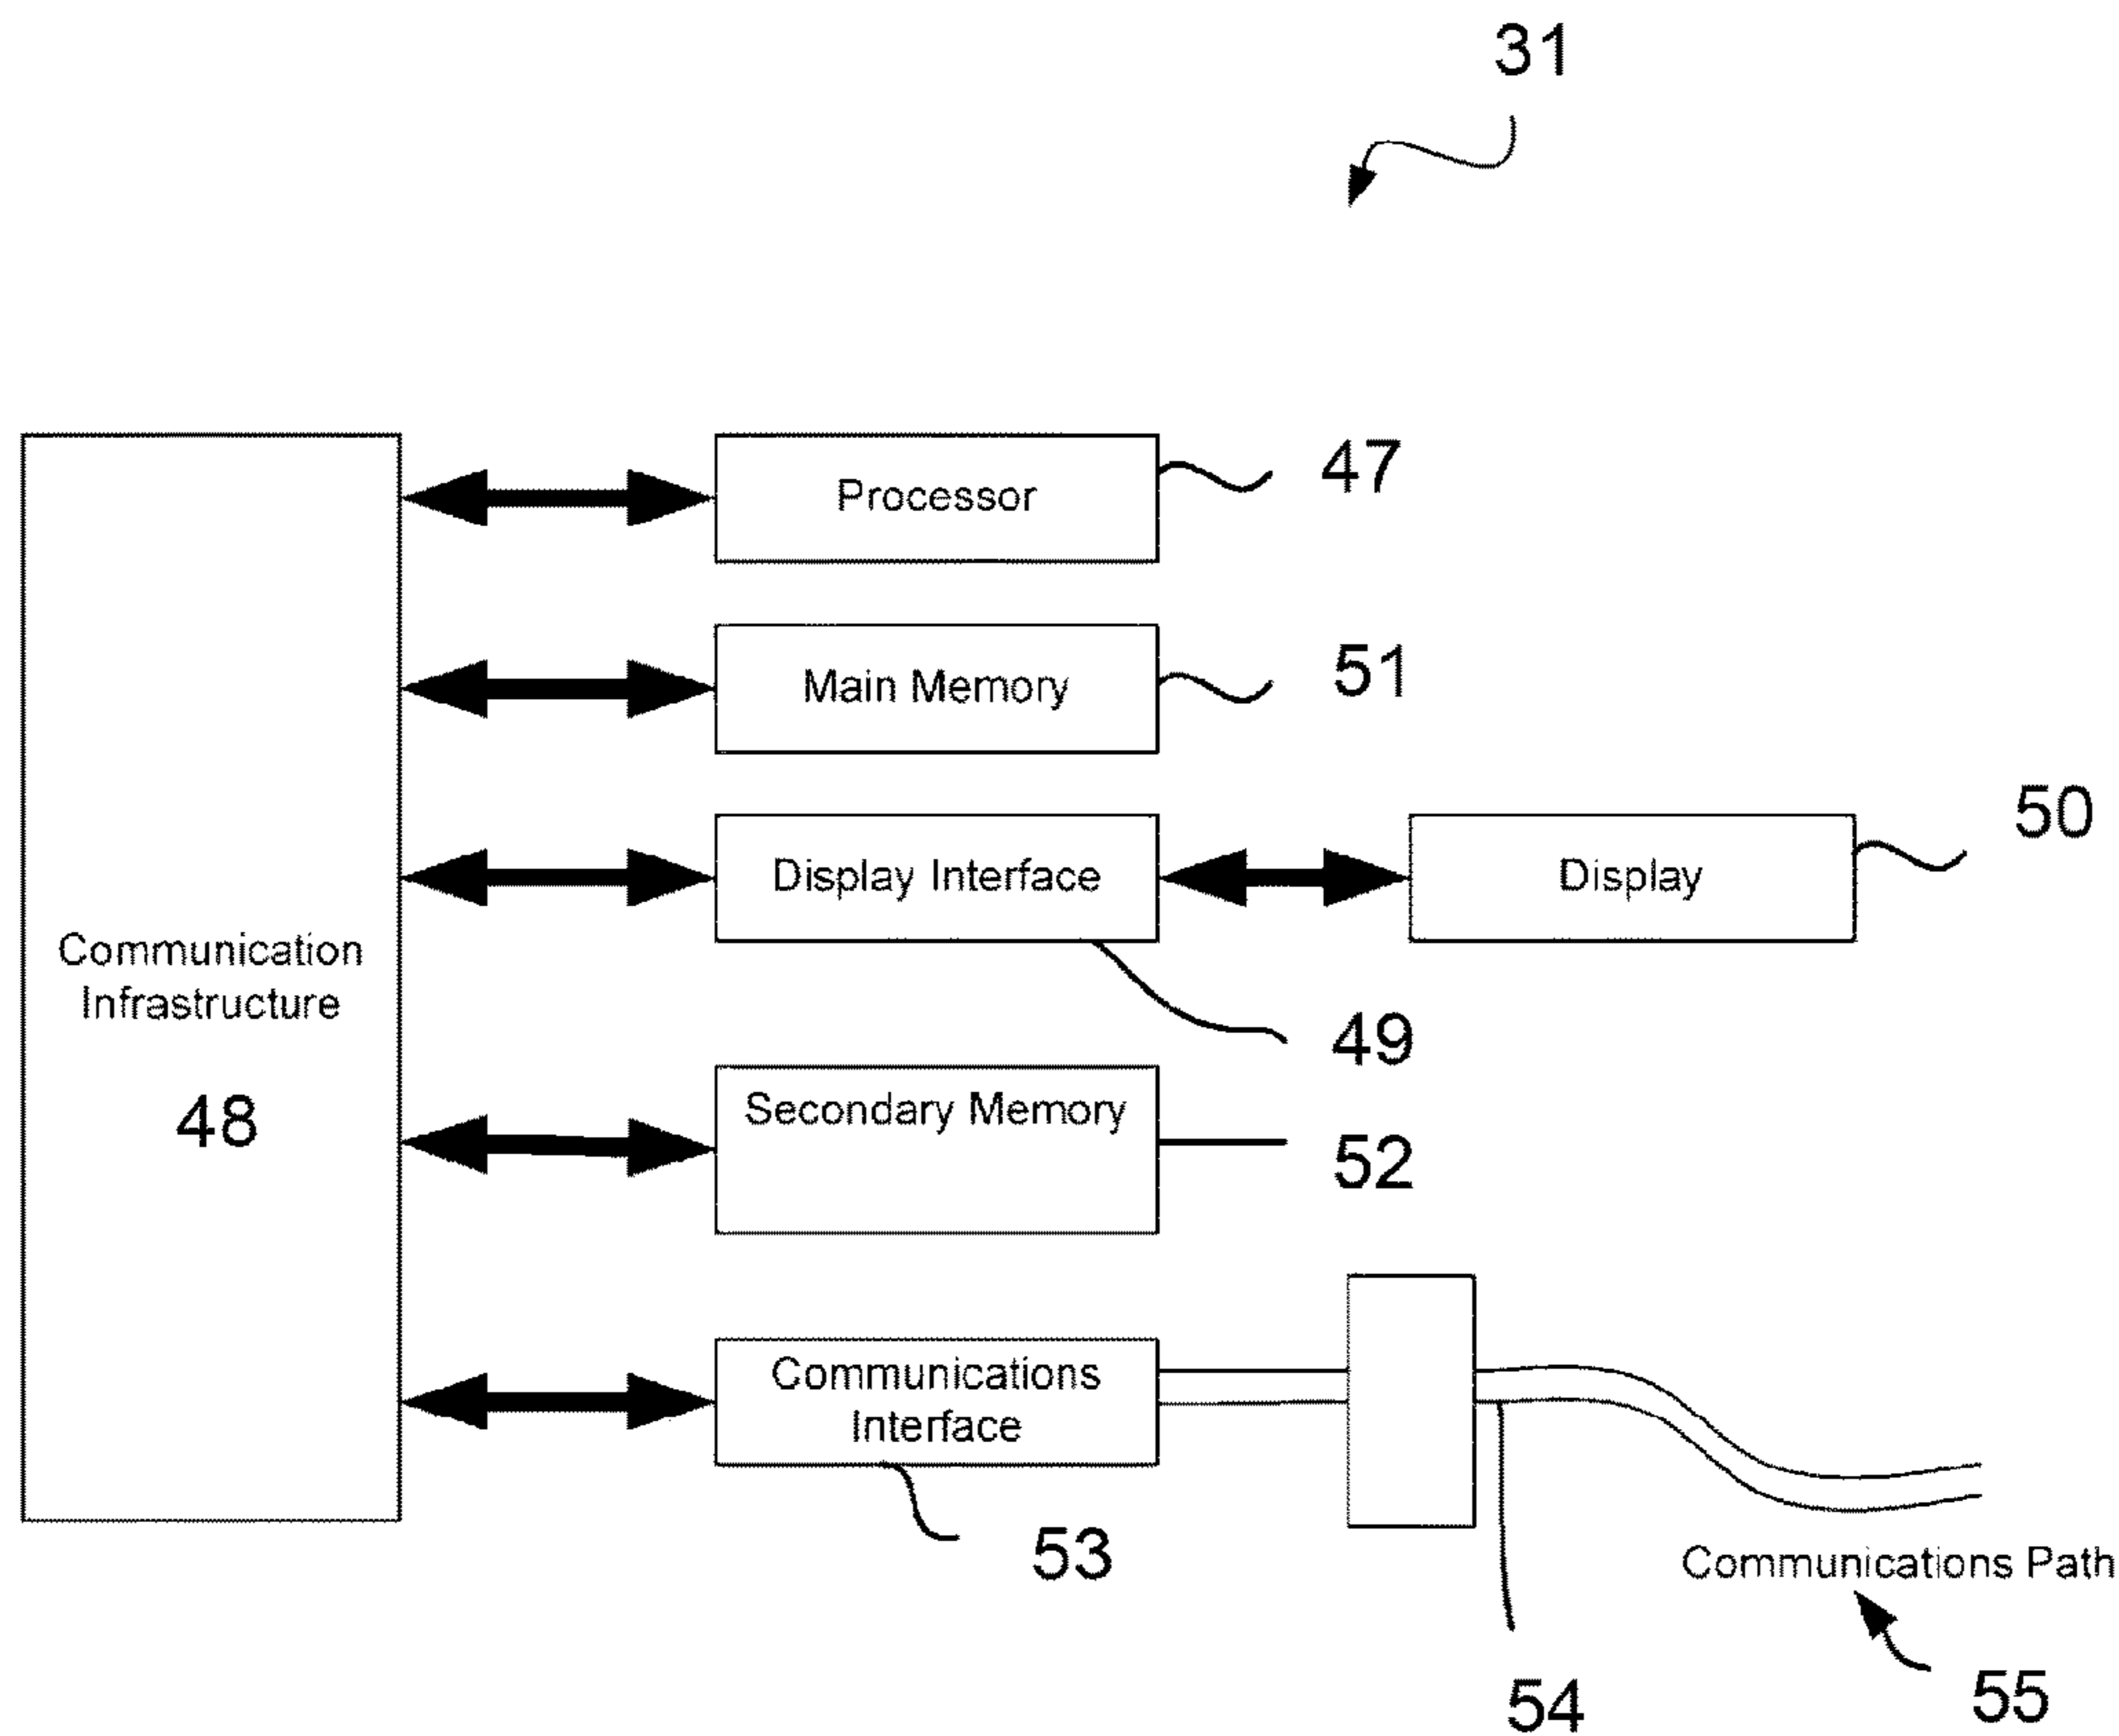 31
Processor
47
Main Memory
51
Display Interface
Display
50
49
Communication
Infrastructure
48
Secondary Memory
52
Communications
Interface
53
54
Communications Path
55